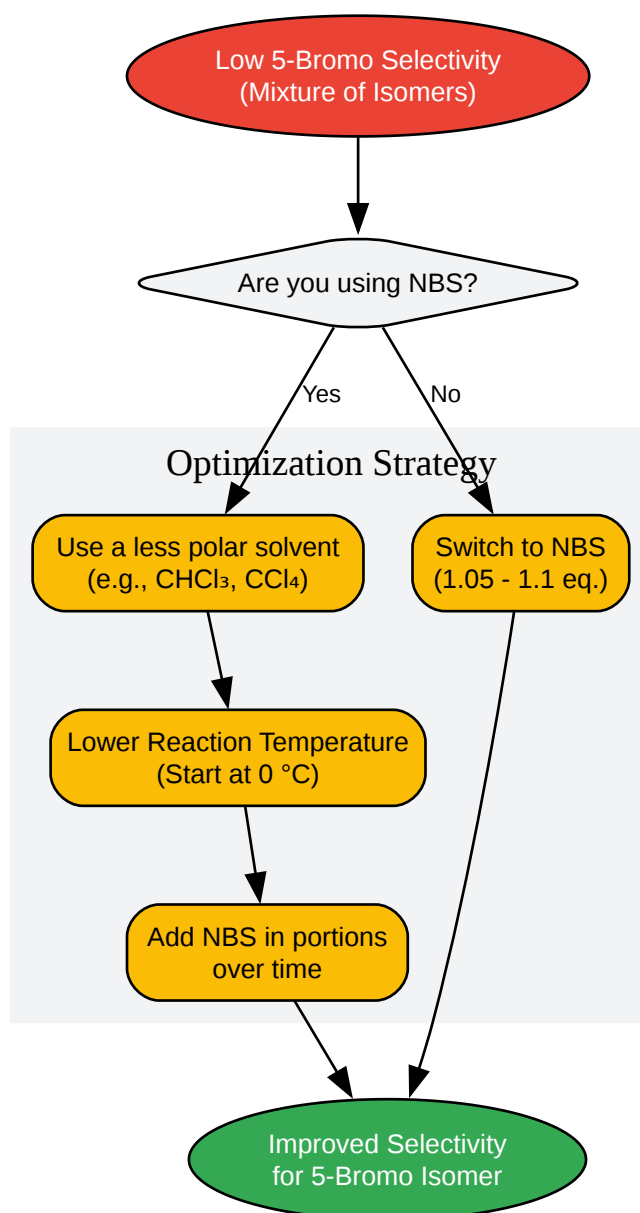 Low 5-Bromo Selectivity
(Mixture of Isomers)
Are you using NBS?
Yes
No
Optimization Strategy
Use a less polar solvent
(e.g., CHCl₃, CCl₄)
Switch to NBS
(1.05 - 1.1 eq.)
Lower Reaction Temperature
(Start at 0 °C)
Add NBS in portions
over time
Improved Selectivity
for 5-Bromo Isomer